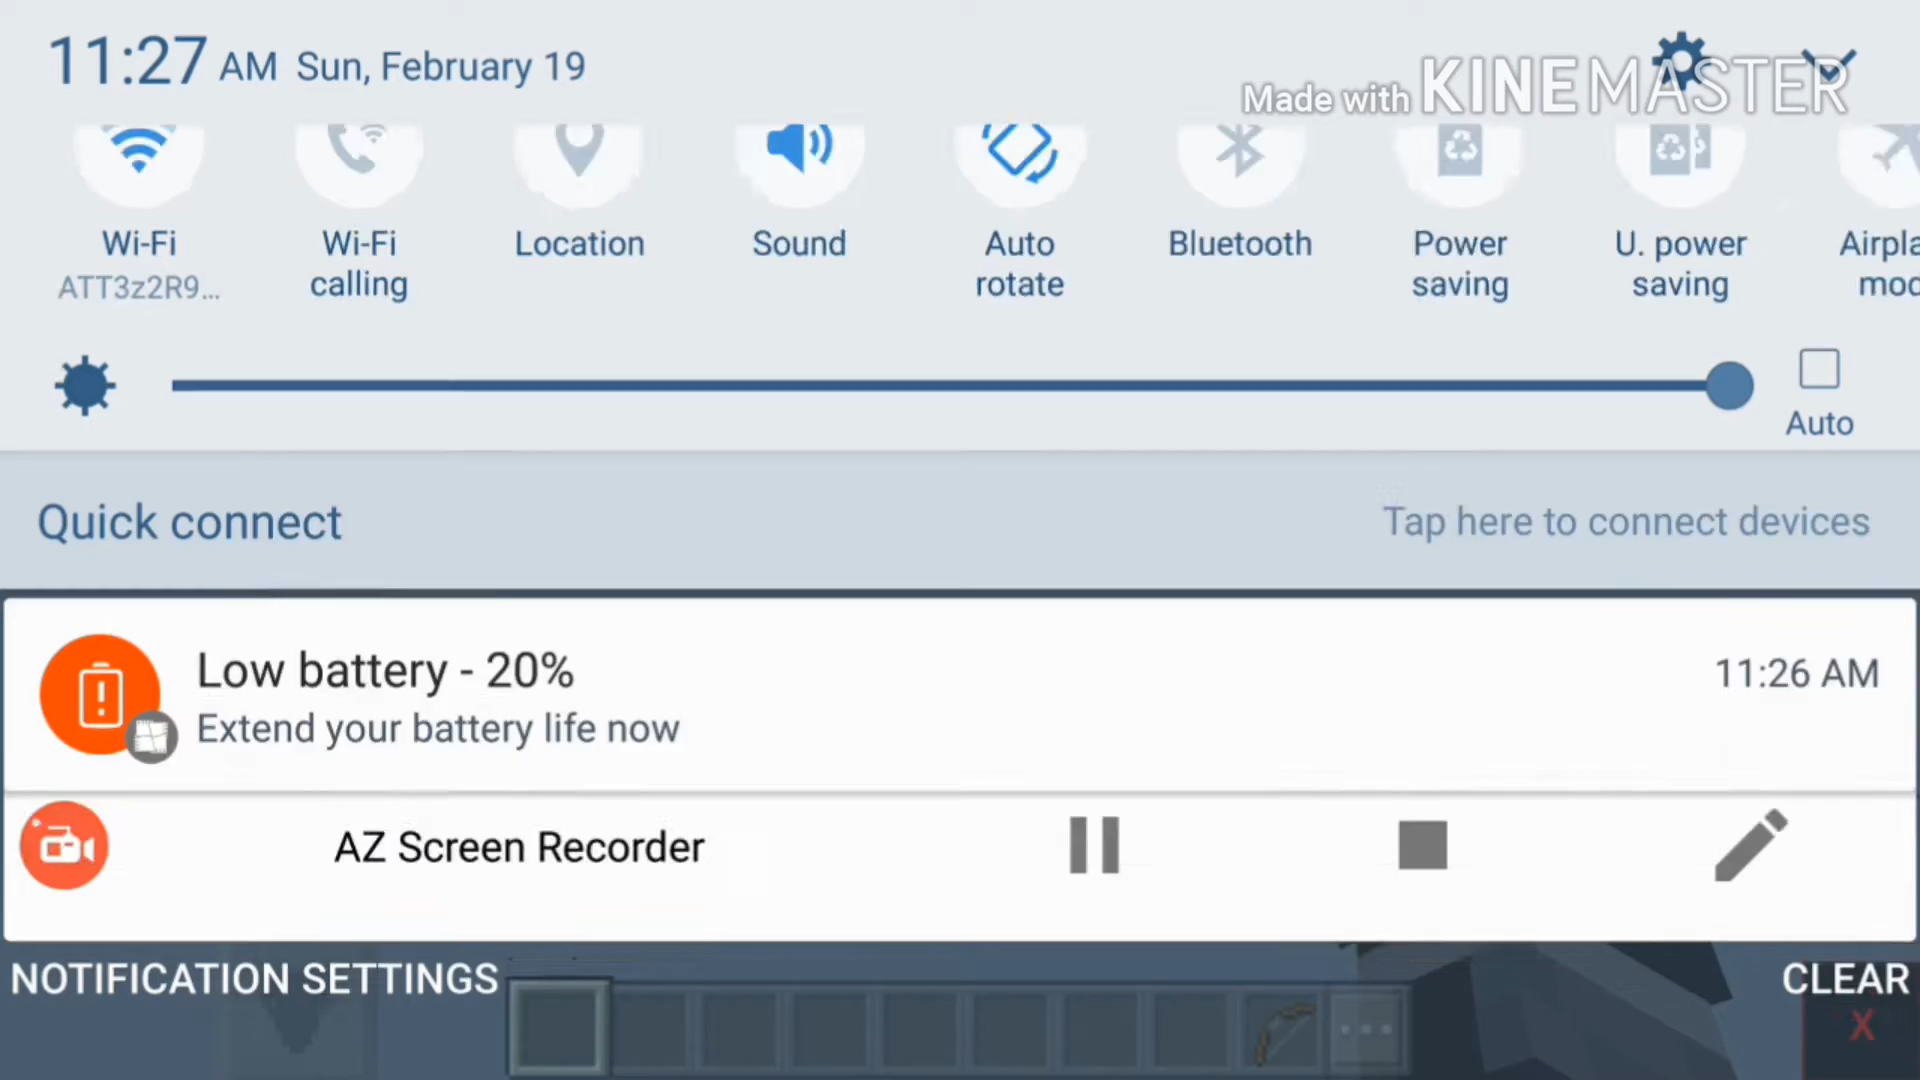 11:27 AM Sun, February 19
Made with KINEMASTER
Wi-Fi
ATT3z2R9...
Wi-Fi
calling
Location
Sound
Auto
rotate
Bluetooth
Power
saving
U. power
saving
Airpla
mod
Auto
Quick connect
Tap here to connect devices
Low battery - 20%
11:26 AM
Extend your battery life now
AZ Screen Recorder
NOTIFICATION SETTINGS
CLEAR
X